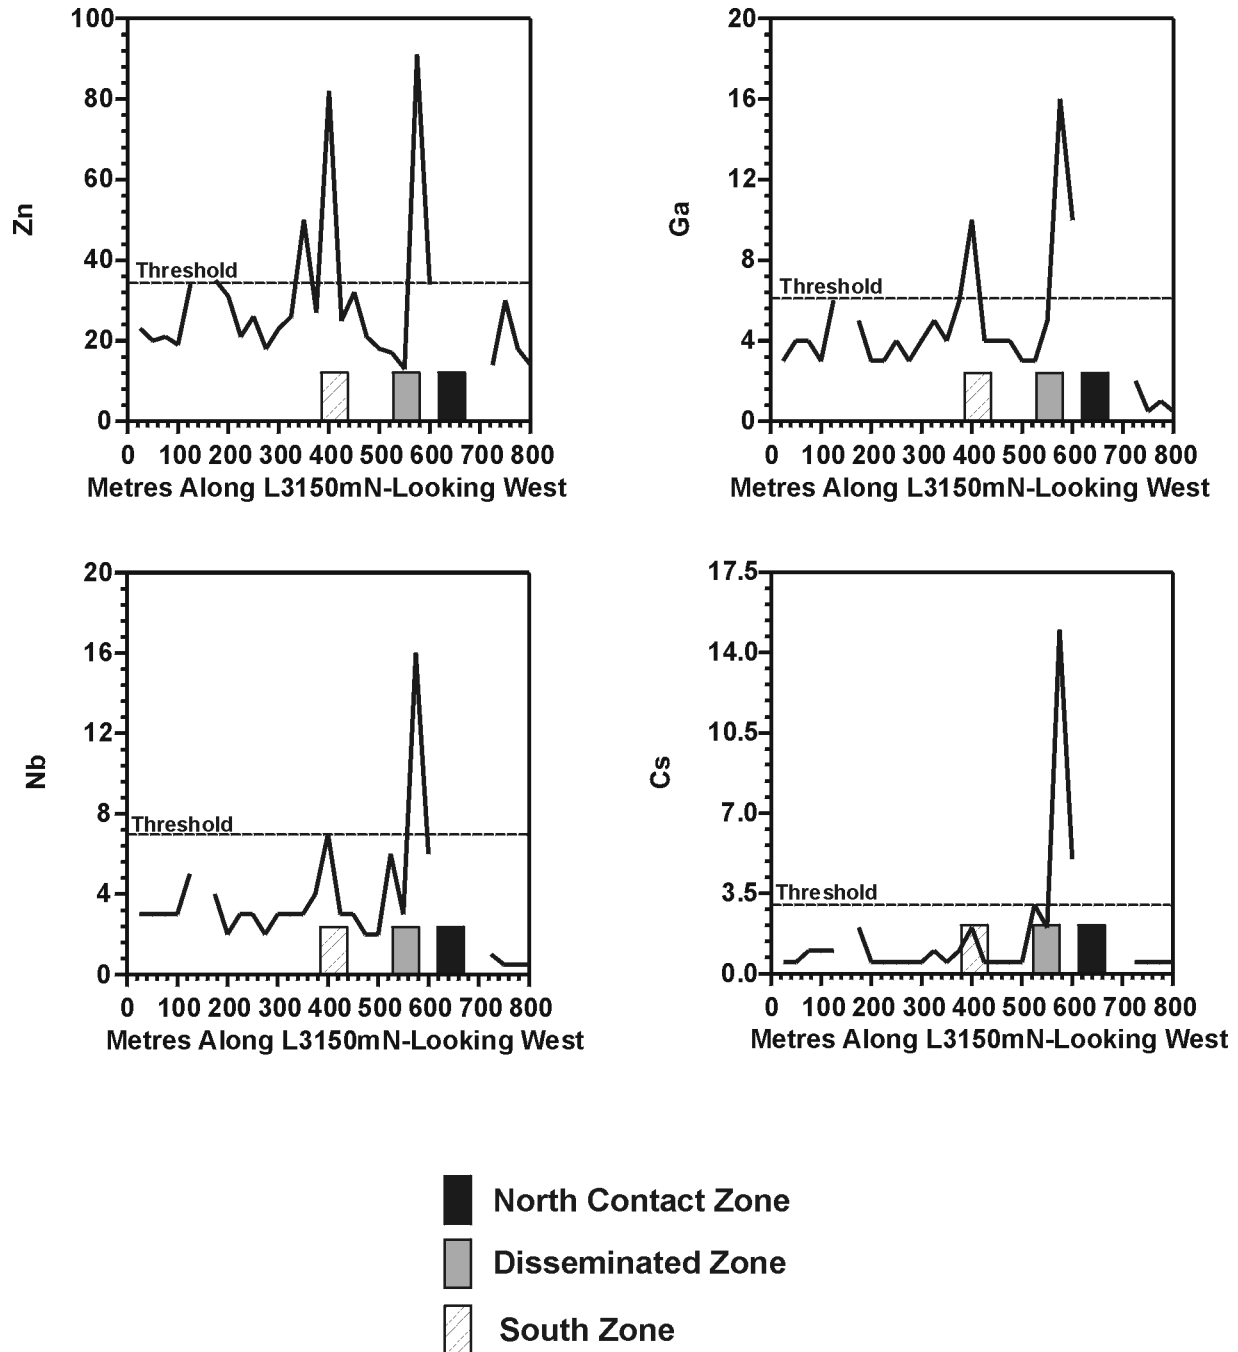 100
80
60
40
20
0
Zn
Threshold
0 100 200 300 400 500 600 700 800
Metres Along L3150mN-Looking West
20
16
12
8
4
0
Ga
Threshold
0 100 200 300 400 500 600 700 800
Metres Along L3150mN-Looking West
20
16
12
8
4
0
Nb
Threshold
0 100 200 300 400 500 600 700 800
Metres Along L3150mN-Looking West
17.5
14.0
10.5
7.0
3.5
0.0
Cs
Threshold
0 100 200 300 400 500 600 700 800
Metres Along L3150mN-Looking West
North Contact Zone
Disseminated Zone
South Zone